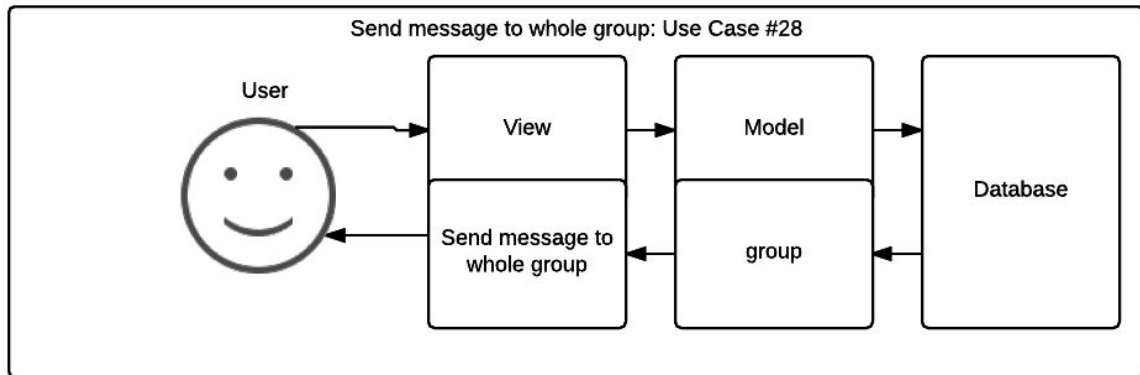 Send message to whole group: Use Case #28
User
View
Model
Database
Send message to
whole group
group